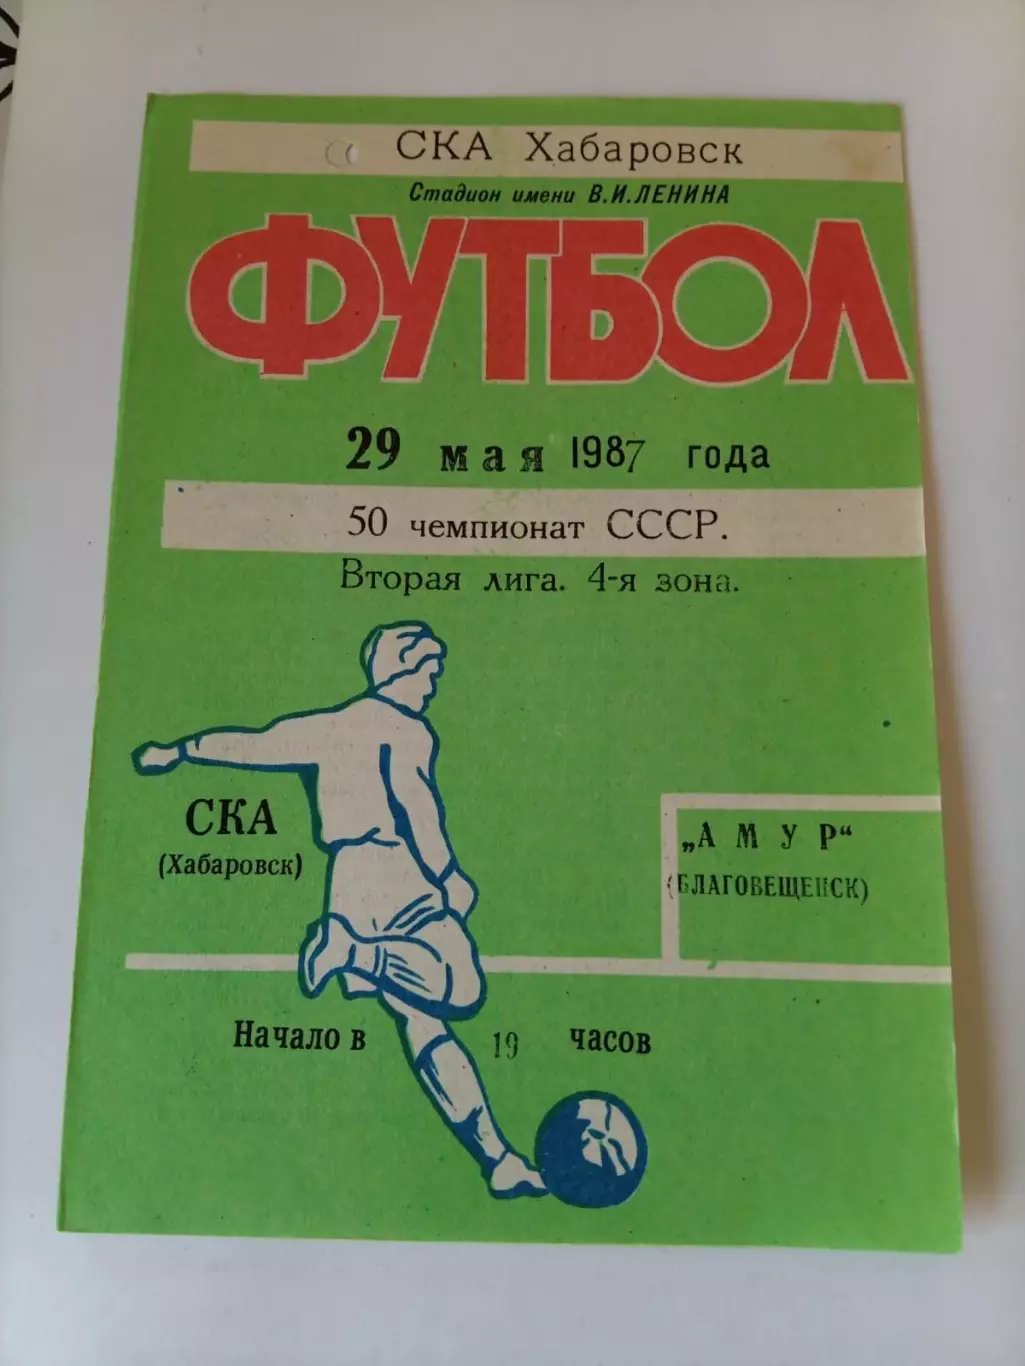 СКА Хабаровск
Стадион имени В.И.ЛЕНИНА
ФУТБОЛ
29 мая 1987 года
50 чемпионат СССР.
Вторая лига. 4-я зона.
СКА
(Хабаровск)
„АМУР“
(БЛАГОВЕЩЕНСК)
Начало в 19 часов